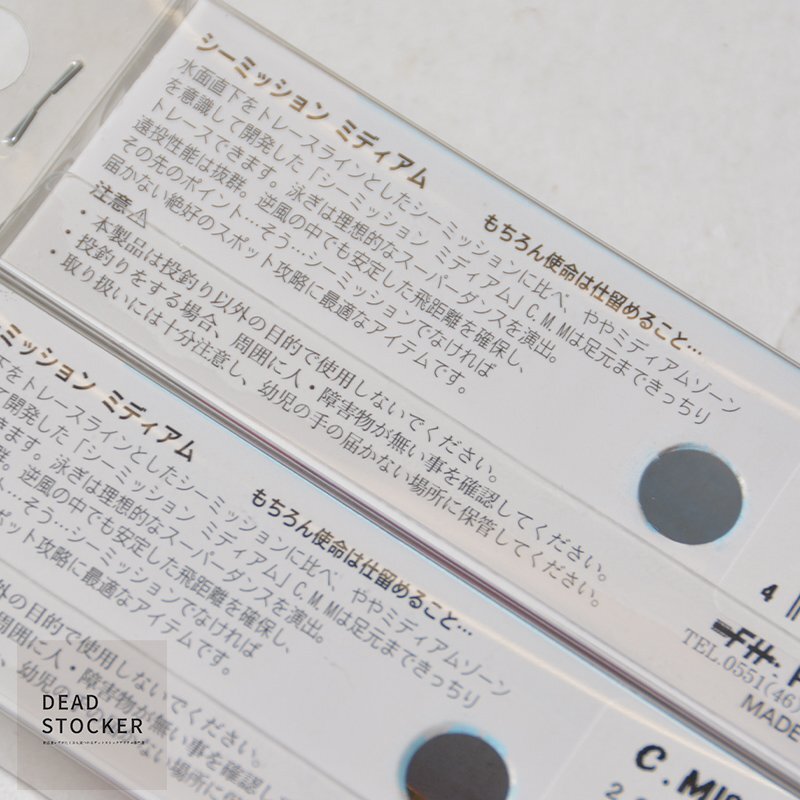 シーミッション ミディアム
もちろん使命は仕留めること…
水面直下をトレースラインとしたシーミッションに比べ、ややミディアムゾーン
を意識して開発した「シーミッション ミディアム」C.M.Mは足元まできっちり
トレースできます。泳ぎは理想的なスーパーダンスを演出。
遠投性能は抜群。逆風の中でも安定した飛距離を確保し、
その先のポイント…そう…シーミッションでなければ
届かない絶好のスポット攻略に最適なアイテムです。
注意⚠
・本製品は投釣り以外の目的で使用しないでください。
・投釣りをする場合、周囲に人・障害物が無い事を確認してください。
・取り扱いには十分注意し、幼児の手の届かない場所に保管してください。
4
TEL.0551(46)
MADE
ミッション ミディアム
もちろん使命は仕留めること…
下をトレースラインとしたシーミッションに比べ、ややミディアムゾーン
て開発した「シーミッション ミディアム」C.M.Mは足元まできっちり
きます。泳ぎは理想的なスーパーダンスを演出。
群。逆風の中でも安定した飛距離を確保し、
ト…そう…シーミッションでなければ
ポット攻略に最適なアイテムです。
外の目的で使用しないでください。
周囲に人・障害物が無い事を確認して
幼児の手の届かない場所に保
C.MIS
DEAD
STOCKER